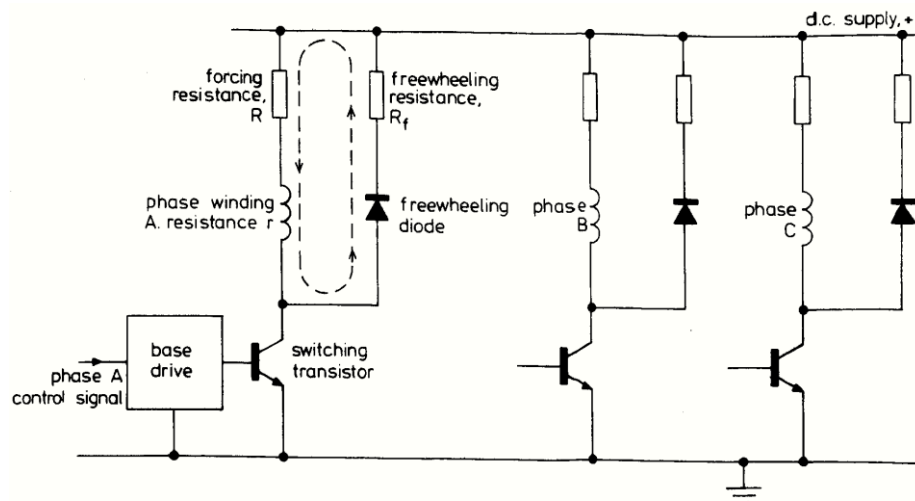 d.c. supply, +
forcing
resistance,
R
freewheeling
resistance,
Rf
phase winding
A. resistance r
freewheeling
diode
phase
B
phase
C
base
drive
switching
transistor
phase A
control signal